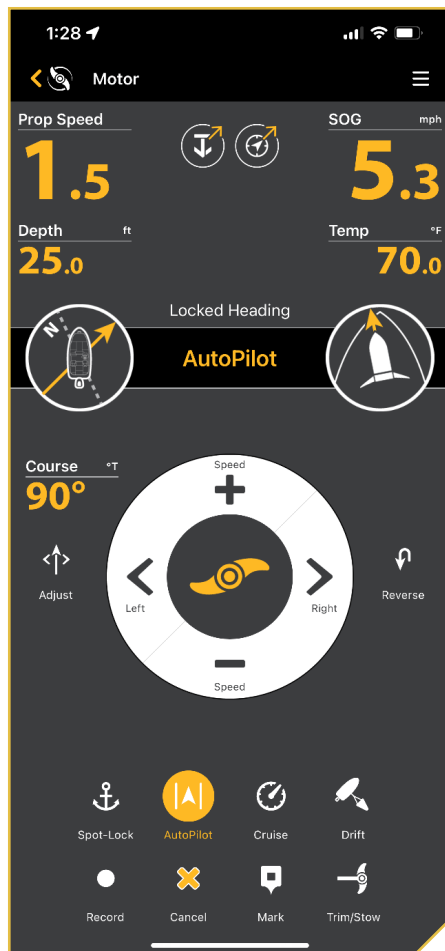 1:28
Motor
Prop Speed
SOG mph
1.5
5.3
Depth ft
Temp °F
25.0
70.0
Locked Heading
N
AutoPilot
Course °T
90°
Speed
Left
Right
Speed
Adjust
Reverse
Spot-Lock
AutoPilot
Cruise
Drift
Record
Cancel
Mark
Trim/Stow